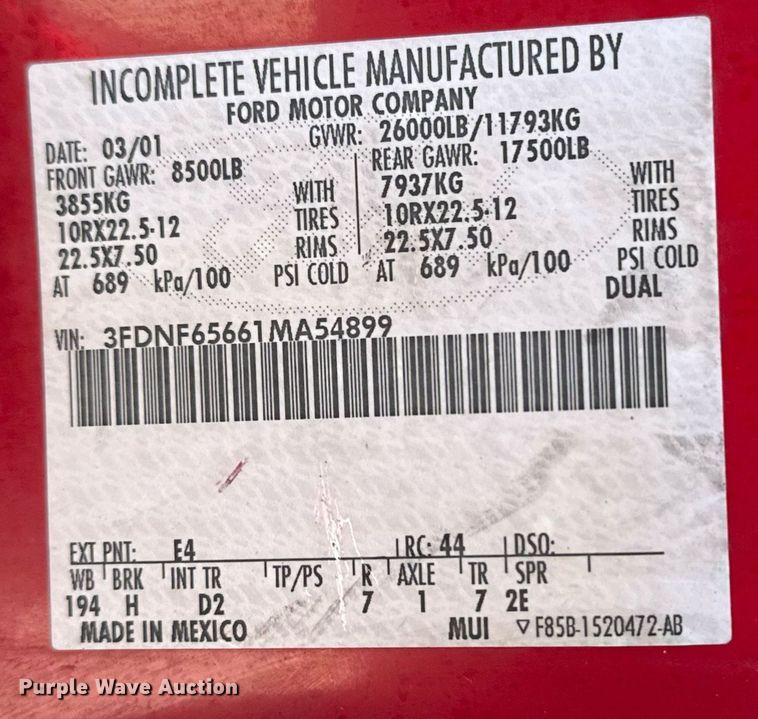 INCOMPLETE VEHICLE MANUFACTURED BY
FORD MOTOR COMPANY
DATE: 03/01 GVWR: 26000LB/11793KG
FRONT GAWR: 8500LB REAR GAWR: 17500LB
3855KG WITH 7937KG WITH
10RX22.5-12 TIRES 10RX22.5-12 TIRES
22.5X7.50 RIMS 22.5X7.50 RIMS
AT 689 kPa/100 PSI COLD AT 689 kPa/100 PSI COLD
DUAL
VIN: 3FDNF65661MA54899
EXT PNT: E4 RC: 44 DSO:
WB BRK INT TR TP/PS R AXLE TR SPR
194 H D2 7 1 7 2E
MADE IN MEXICO MUI ▽ F85B-1520472-AB
Purple Wave Auction